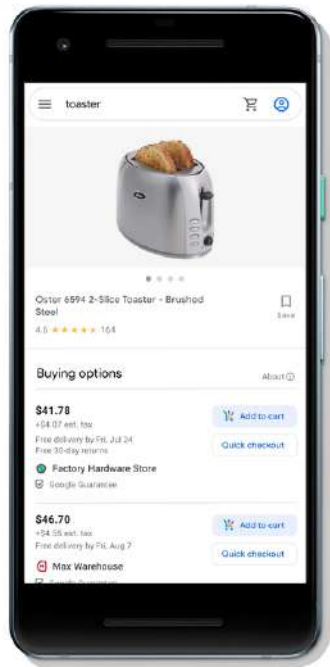 toaster
Oster 6594 2-Slice Toaster - Brushed
Steel
Save
4.6 ★★★★★ 164
Buying options
About
$41.78
Add to cart
+$4.07 est. tax
Free delivery by Fri, Jul 24
Quick checkout
Free 30-day returns
Factory Hardware Store
Google Guarantee
$46.70
Add to cart
+$4.55 est. tax
Free delivery by Fri, Aug 7
Quick checkout
Max Warehouse
Google Guarantee